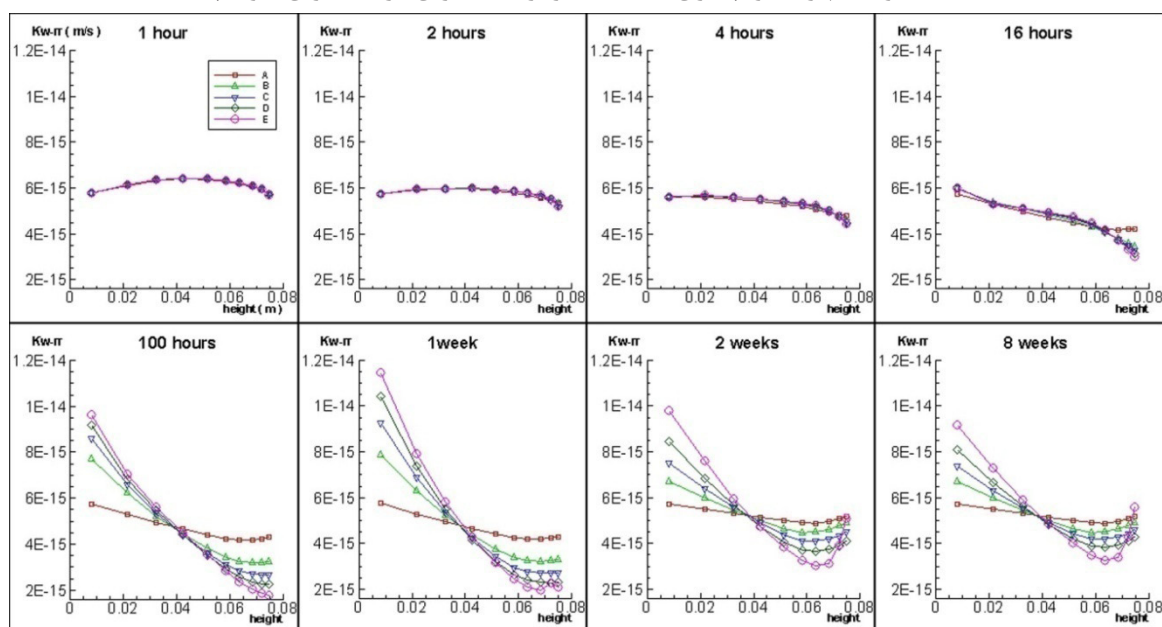 Kw-rr ( m/s)
1 hour
1.2E-14
1E-14
8E-15
6E-15
4E-15
2E-15
A
B
C
D
E
0
0.02
0.04
0.06
0.08
height ( m )
Kw-rr
2 hours
1.2E-14
1E-14
8E-15
6E-15
4E-15
2E-15
0
0.02
0.04
0.06
0.08
height
Kw-rr
4 hours
1.2E-14
1E-14
8E-15
6E-15
4E-15
2E-15
0
0.02
0.04
0.06
0.08
height
Kw-rr
16 hours
1.2E-14
1E-14
8E-15
6E-15
4E-15
2E-15
0
0.02
0.04
0.06
0.08
height
Kw-rr
100 hours
1.2E-14
1E-14
8E-15
6E-15
4E-15
2E-15
0
0.02
0.04
0.06
0.08
height
Kw-rr
1week
1.2E-14
1E-14
8E-15
6E-15
4E-15
2E-15
0
0.02
0.04
0.06
0.08
height
Kw-rr
2 weeks
1.2E-14
1E-14
8E-15
6E-15
4E-15
2E-15
0
0.02
0.04
0.06
0.08
height
Kw-rr
8 weeks
1.2E-14
1E-14
8E-15
6E-15
4E-15
2E-15
0
0.02
0.04
0.06
0.08
height